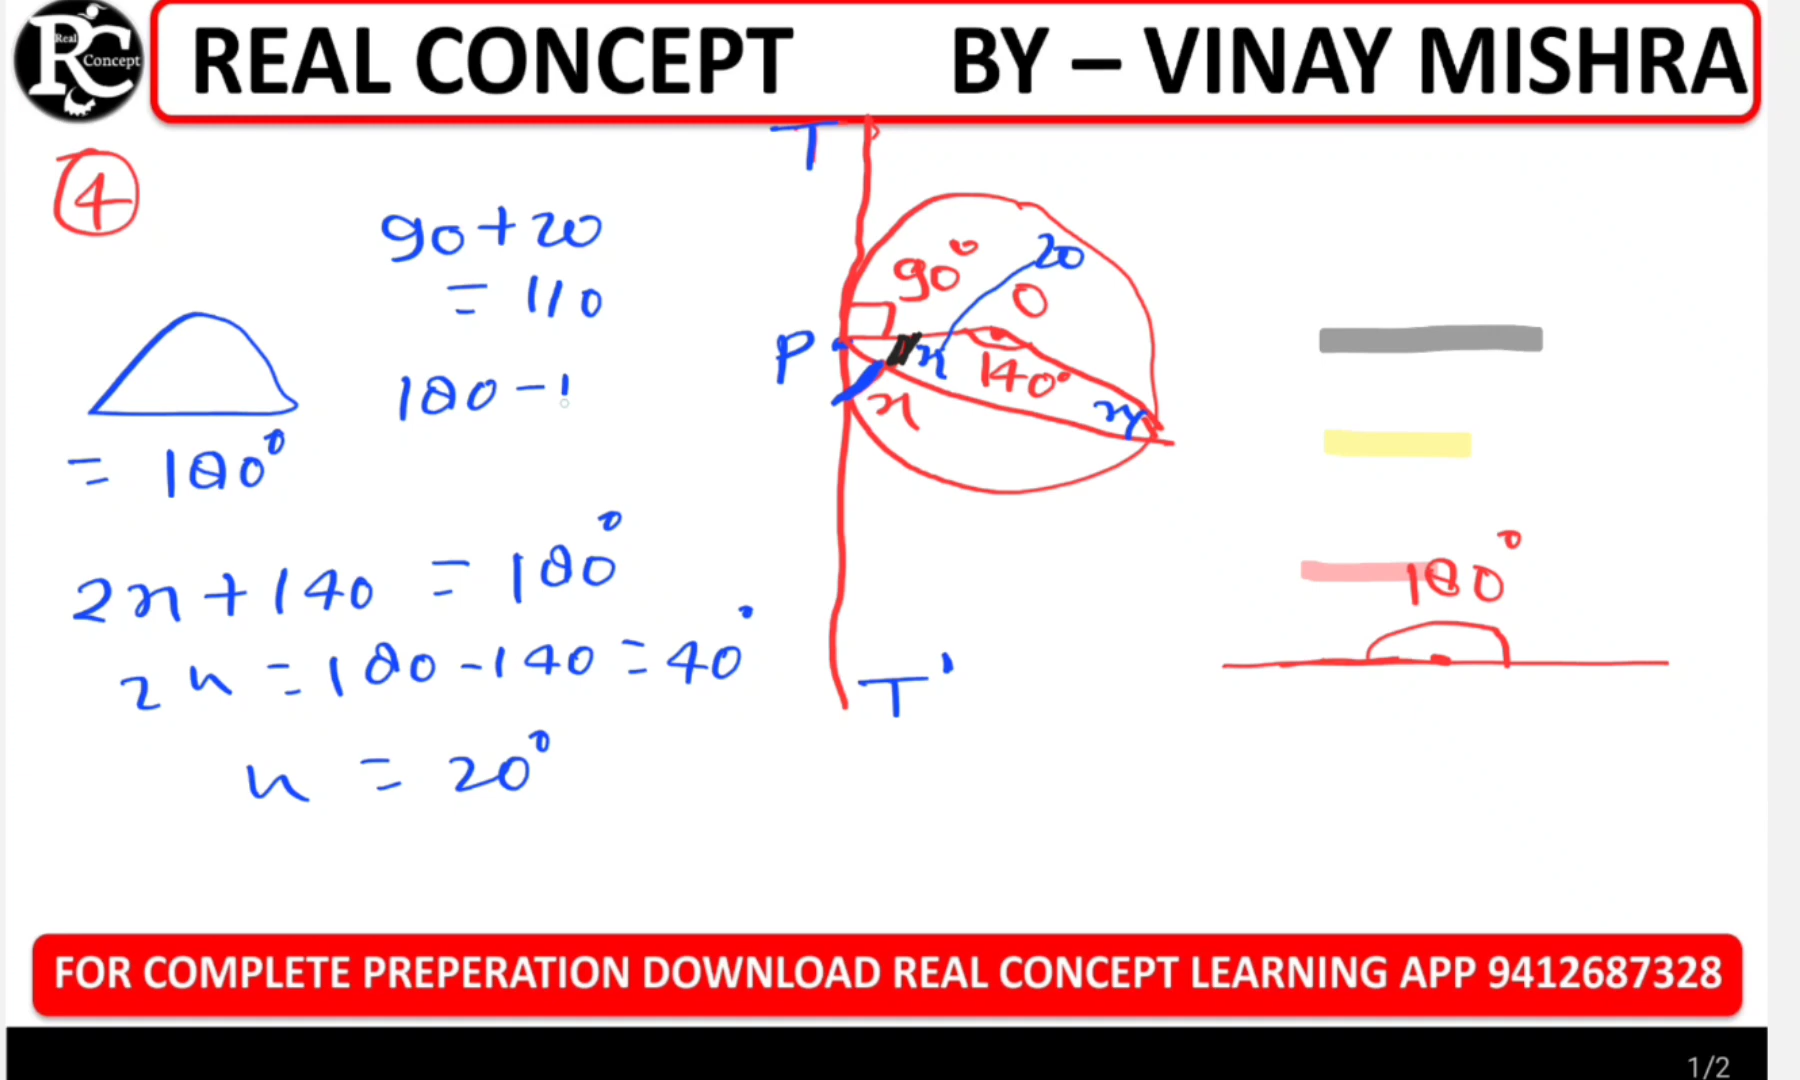 Real
Concept
REAL CONCEPT BY – VINAY MISHRA
4
90+20
= 110
180-1
= 180°
2x+140 = 180°
2x = 180-140 = 40°
x = 20°
T
90°
20
O
P
x
140°
x
x
T'
180°
FOR COMPLETE PREPERATION DOWNLOAD REAL CONCEPT LEARNING APP 9412687328
1/2